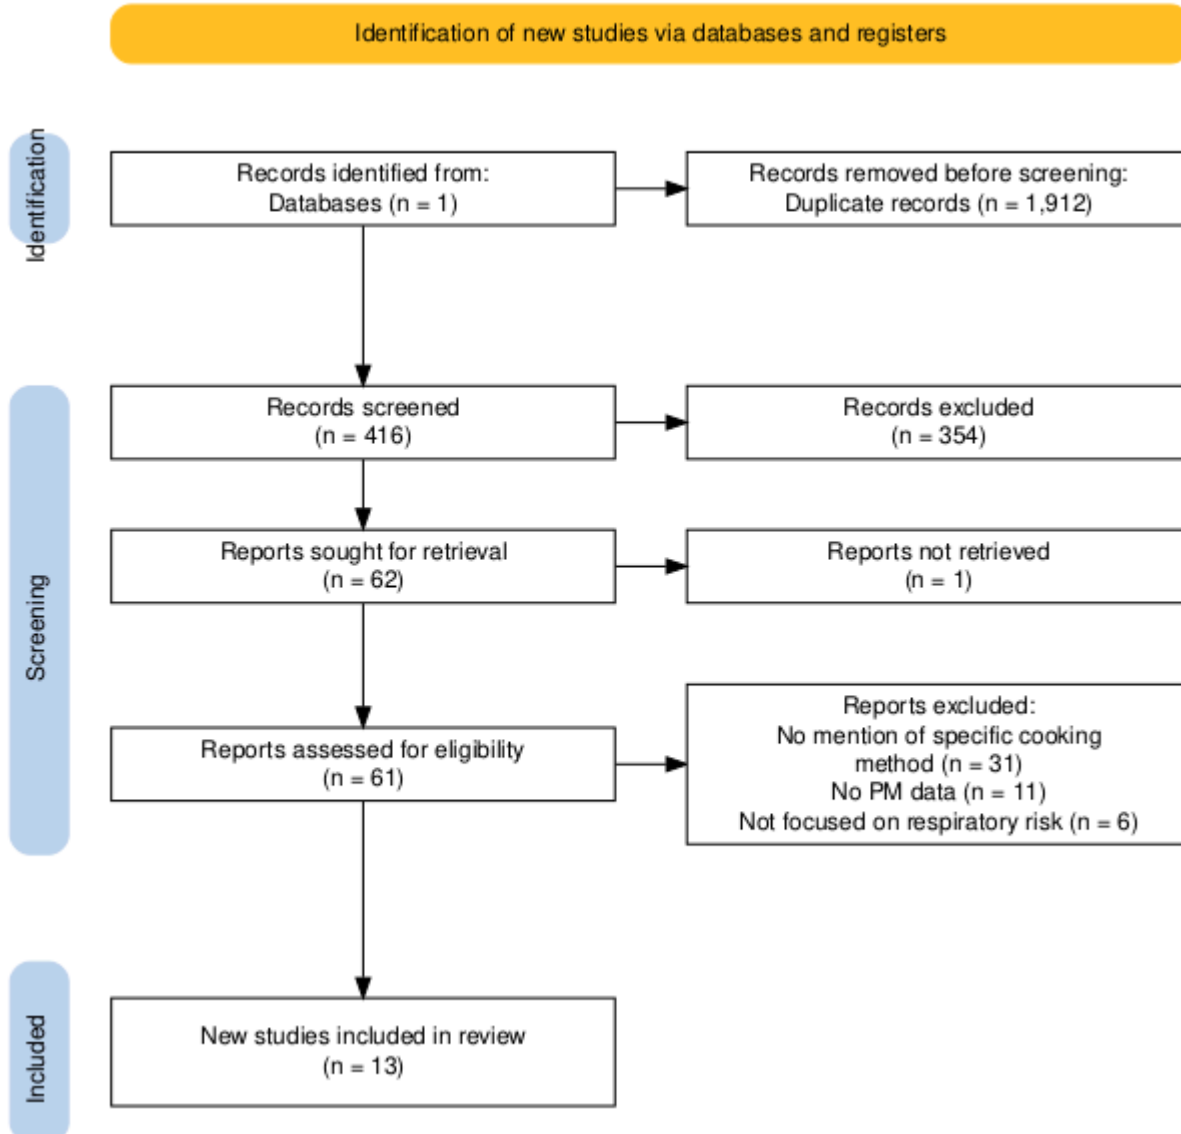 Identification of new studies via databases and registers
Identification
Records identified from:
Databases (n = 1)
Records removed before screening:
Duplicate records (n = 1,912)
Screening
Records screened
(n = 416)
Records excluded
(n = 354)
Reports sought for retrieval
(n = 62)
Reports not retrieved
(n = 1)
Reports assessed for eligibility
(n = 61)
Reports excluded:
No mention of specific cooking
method (n = 31)
No PM data (n = 11)
Not focused on respiratory risk (n = 6)
Included
New studies included in review
(n = 13)